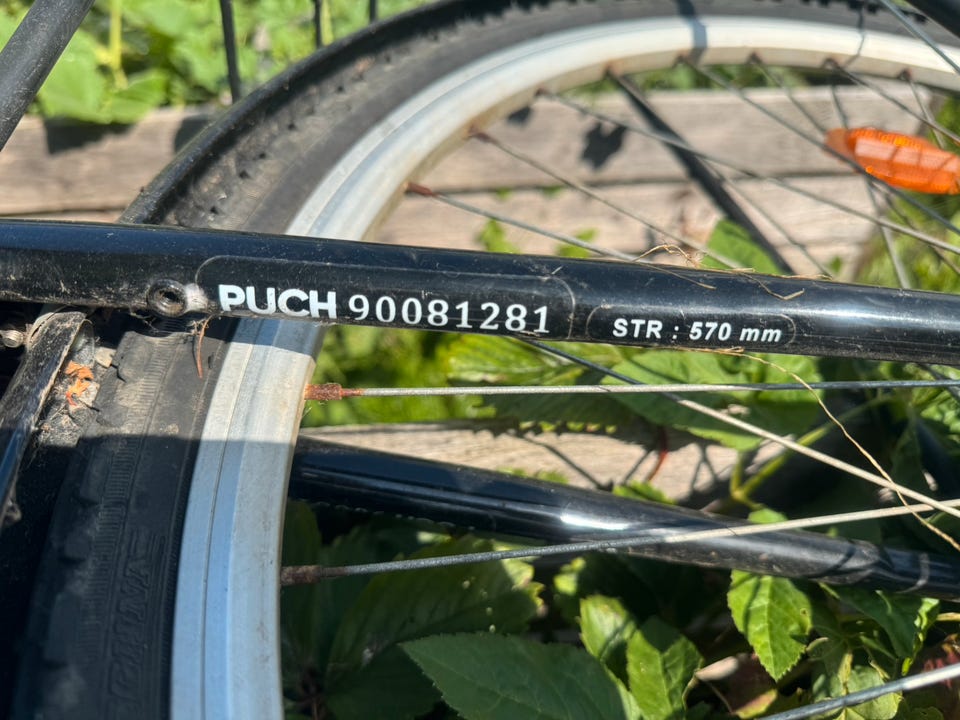 PUCH 90081281
STR : 570 mm